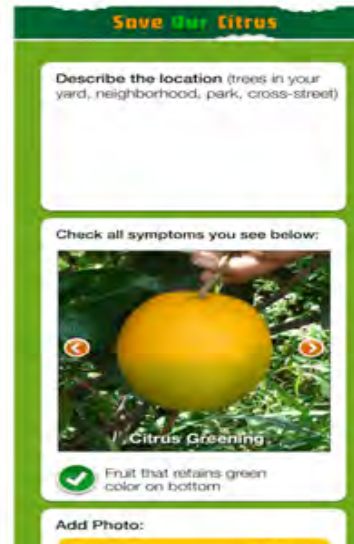 Save Our Citrus
Describe the location (trees in your
yard, neighborhood, park, cross-street)
Check all symptoms you see below:
Citrus Greening
Fruit that retains green
color on bottom
Add Photo: